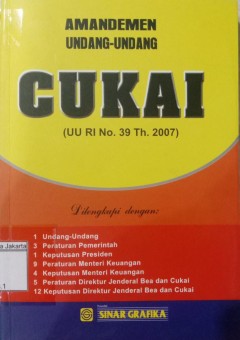 AMANDEMEN
UNDANG-UNDANG
CUKAI
(UU RI No. 39 Th. 2007)
Dilengkapi dengan:
1 Undang-Undang
3 Peraturan Pemerintah
1 Keputusan Presiden
9 Peraturan Menteri Keuangan
4 Keputusan Menteri Keuangan
5 Peraturan Direktur Jenderal Bea dan Cukai
12 Keputusan Direktur Jenderal Bea dan Cukai
a Jakarta
.1
SINAR GRAFIKA